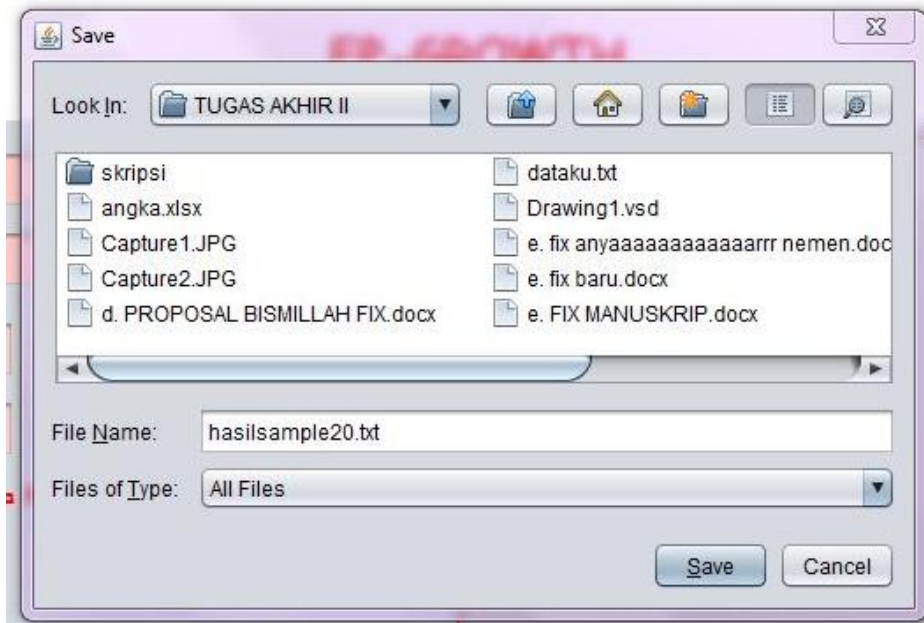 Save
FP-GROWTH
Look In: TUGAS AKHIR II
skripsi
angka.xlsx
Capture1.JPG
Capture2.JPG
d. PROPOSAL BISMILLAH FIX.docx
dataku.txt
Drawing1.vsd
e. fix anyaaaaaaaaaaaarrr nemen.doc
e. fix baru.docx
e. FIX MANUSKRIP.docx
File Name: hasilsample20.txt
Files of Type: All Files
Save Cancel